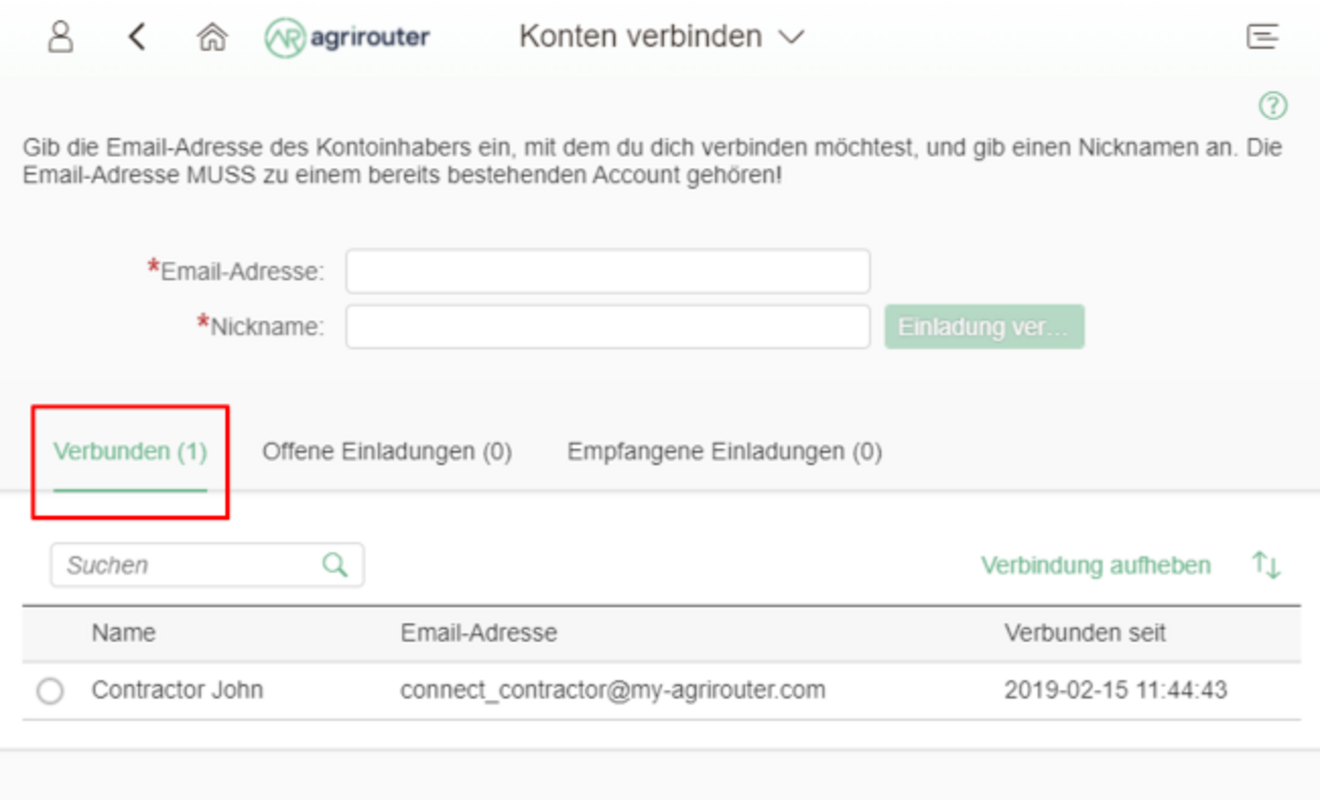 agrirouter
Konten verbinden
Gib die Email-Adresse des Kontoinhabers ein, mit dem du dich verbinden möchtest, und gib einen Nicknamen an. Die
Email-Adresse MUSS zu einem bereits bestehenden Account gehören!
*Email-Adresse:
*Nickname:
Einladung ver...
Verbunden (1)
Offene Einladungen (0)
Empfangene Einladungen (0)
Suchen
Verbindung aufheben
Name
Email-Adresse
Verbunden seit
Contractor John
connect_contractor@my-agrirouter.com
2019-02-15 11:44:43